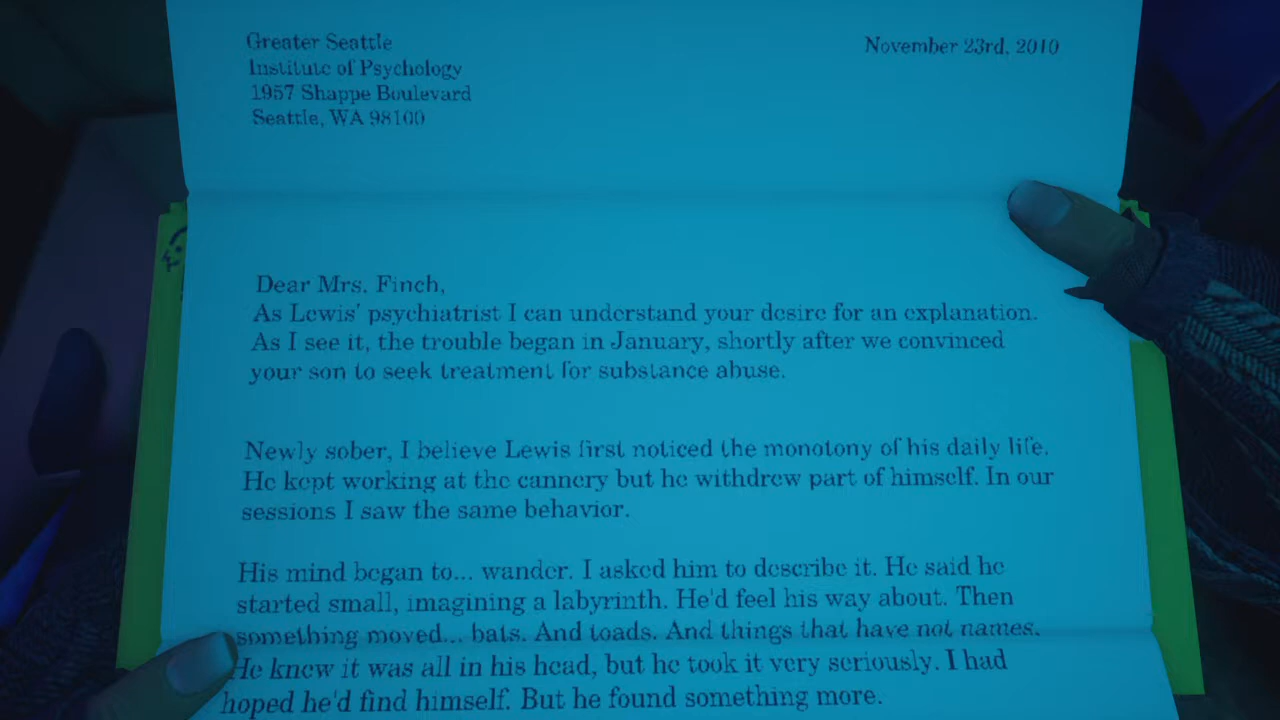 Greater Seattle
November 23rd, 2010
Institute of Psychology
1957 Shappe Boulevard
Seattle, WA 98100
Dear Mrs. Finch,
As Lewis' psychiatrist I can understand your desire for an explanation.
As I see it, the trouble began in January, shortly after we convinced
your son to seek treatment for substance abuse.
Newly sober, I believe Lewis first noticed the monotony of his daily life.
He kept working at the cannery but he withdrew part of himself. In our
sessions I saw the same behavior.
His mind began to... wander. I asked him to describe it. He said he
started small, imagining a labyrinth. He'd feel his way about. Then
something moved... bats. And toads. And things that have not names.
He knew it was all in his head, but he took it very seriously. I had
hoped he'd find himself. But he found something more.